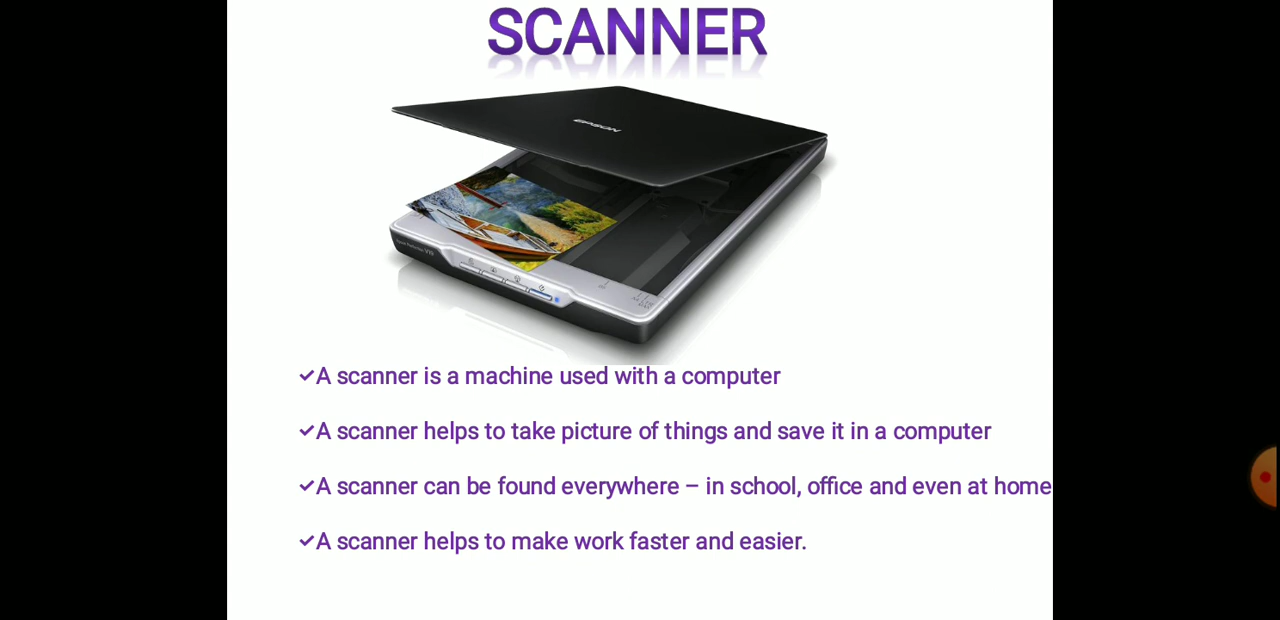 SCANNER
EPSON
✓A scanner is a machine used with a computer
✓A scanner helps to take picture of things and save it in a computer
✓A scanner can be found everywhere – in school, office and even at home
✓A scanner helps to make work faster and easier.